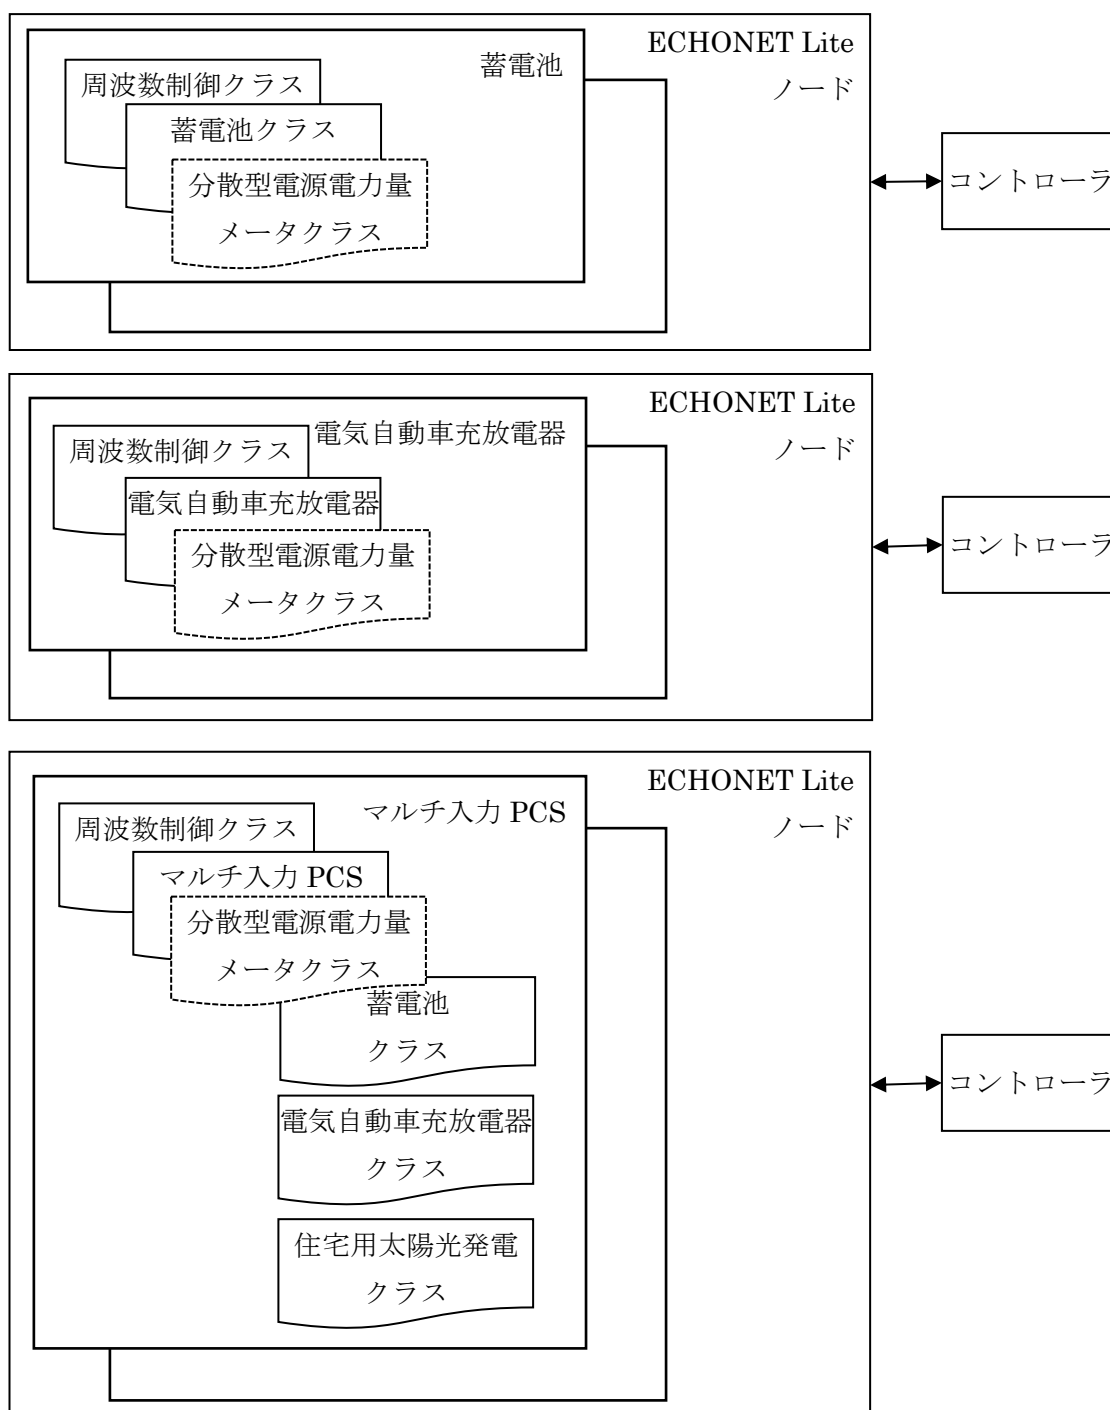 ECHONET Lite
ノード
蓄電池
周波数制御クラス
蓄電池クラス
分散型電源電力量
メータクラス
コントローラ
ECHONET Lite
ノード
電気自動車充放電器
周波数制御クラス
電気自動車充放電器
分散型電源電力量
メータクラス
コントローラ
ECHONET Lite
ノード
マルチ入力 PCS
周波数制御クラス
マルチ入力 PCS
分散型電源電力量
メータクラス
蓄電池
クラス
電気自動車充放電器
クラス
住宅用太陽光発電
クラス
コントローラ